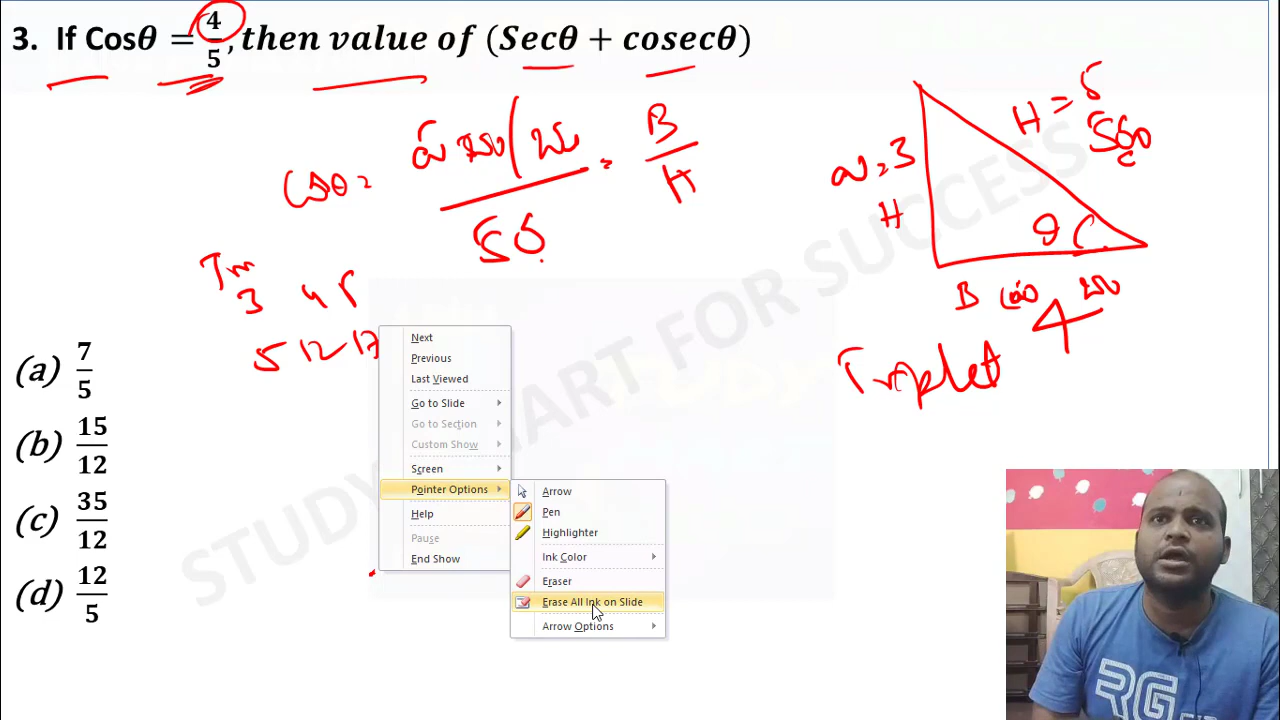 3. If Cosθ = 4/5, then value of (Secθ + cosecθ)
Cosθ = / 50 = B/H
3 4 5
5 12 13
H = 5
3
H
θ
B
4
Triplet
(a) 7/5
(b) 15/12
(c) 35/12
(d) 12/5
Next
Previous
Last Viewed
Go to Slide
Go to Section
Custom Show
Screen
Pointer Options
Help
Pause
End Show
Arrow
Pen
Highlighter
Ink Color
Eraser
Erase All Ink on Slide
Arrow Options
STUDY SMART FOR SUCCESS
RG